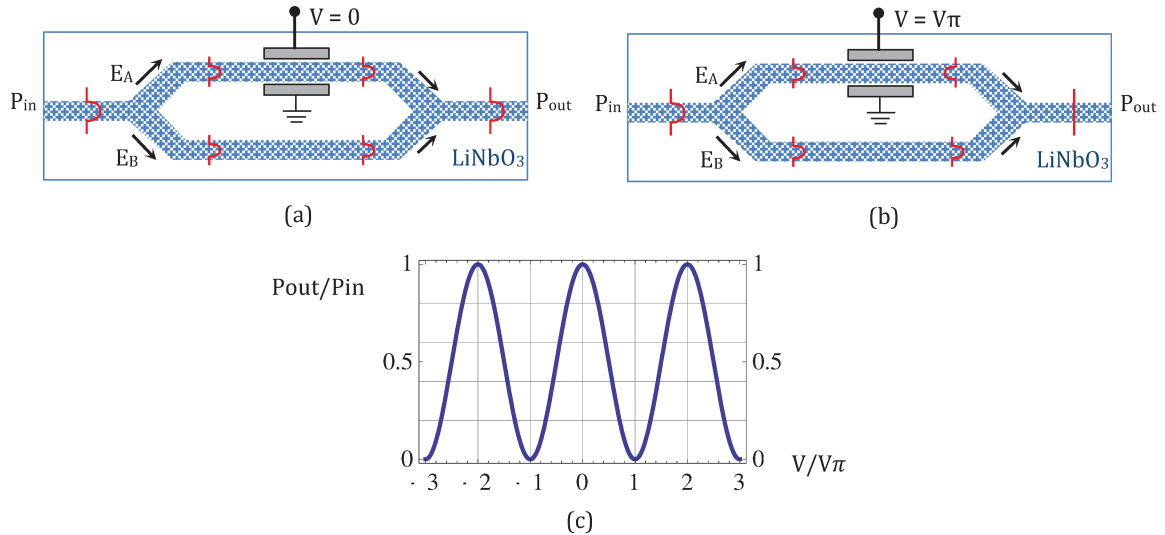 V = 0
E_A
P_in
P_out
E_B
LiNbO₃
(a)
V = Vπ
E_A
P_in
P_out
E_B
LiNbO₃
(b)
Pout/Pin
1
0.5
0
1
0.5
0
· 3 · 2 · 1 0 1 2 3
V/Vπ
(c)